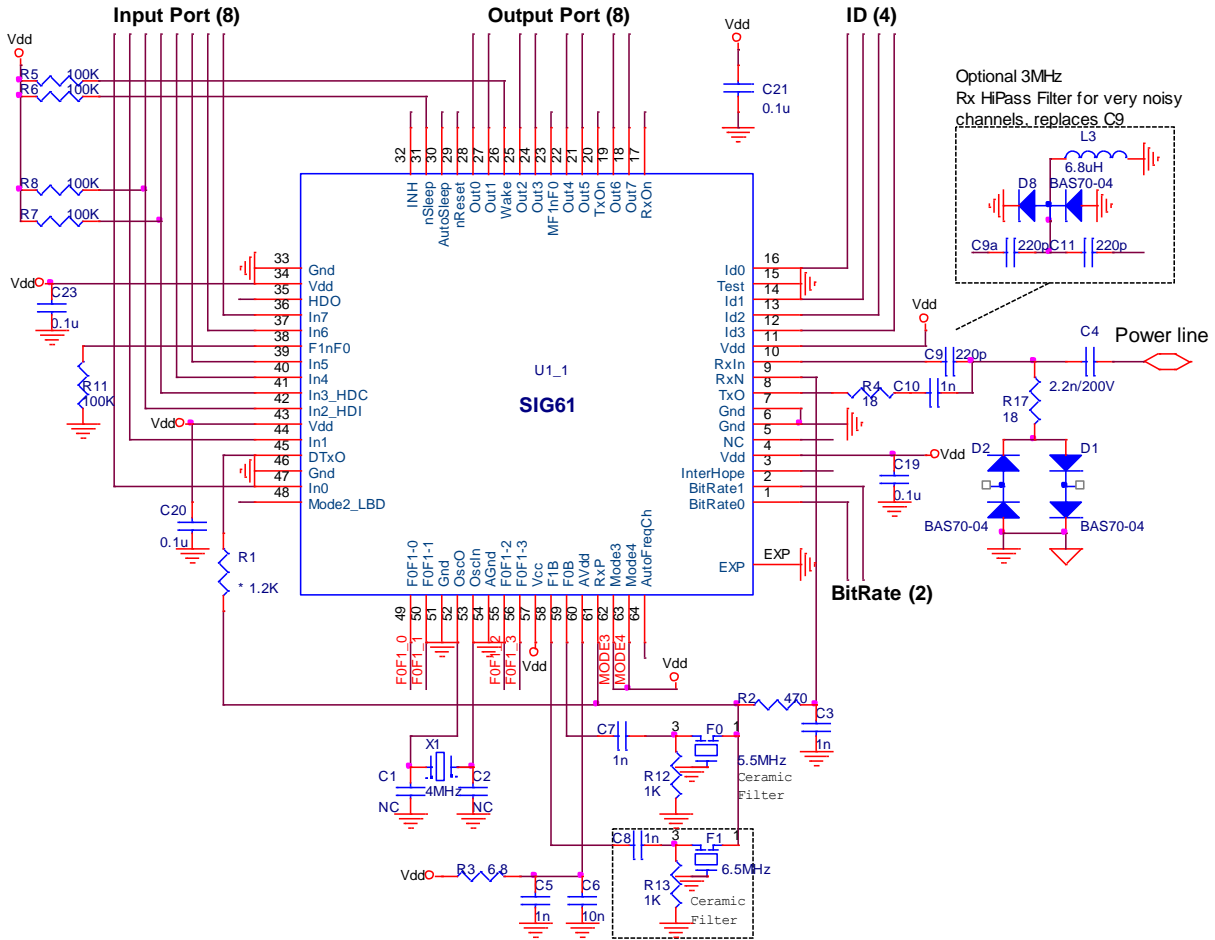 Input Port (8)
Output Port (8)
ID (4)
Vdd
R5 100K
R6 100K
R8 100K
R7 100K
Vdd
C21
0.1u
Optional 3MHz
Rx HiPass Filter for very noisy
channels, replaces C9
L3
6.8uH
D8
BAS70-04
C9a
220p
C11
220p
32 31 30 29 28 27 26 25 24 23 22 21 20 19 18 17
INH
nSleep
AutoSleep
nReset
Out0
Out1
Wake
Out2
Out3
MF1nF0
Out4
Out5
TxOn
Out6
Out7
RxOn
33 Gnd
34 Vdd
35 HDO
36 In7
37 In6
38 F1nF0
39 In5
40 In4
41 In3_HDC
42 In2_HDI
43 Vdd
44 In1
45 DTxO
46 Gnd
47 In0
48 Mode2_LBD
U1_1
SIG61
Id0 16
Test 15
Id1 14
Id2 13
Id3 12
Vdd 11
RxIn 10
RxN 9
TxO 8
Gnd 7
Gnd 6
NC 5
Vdd 4
InterHope 3
BitRate1 2
BitRate0 1
EXP
EXP
Vdd
C23
0.1u
R11
100K
Vdd
C20
0.1u
R1
* 1.2K
Vdd
C9
220p
C4
Power line
2.2n/200V
R4
18
C10
1n
R17
18
Vdd
C19
0.1u
D2
D1
BAS70-04
BAS70-04
BitRate (2)
F0F1-0
F0F1-1
Gnd
OscO
OscIn
AGnd
F0F1-2
F0F1-3
Vcc
F1B
F0B
AVdd
RxP
Mode3
Mode4
AutoFreqCh
49 50 51 52 53 54 55 56 57 58 59 60 61 62 63 64
F0F1_0
F0F1_1
F0F1_2
F0F1_3
MODE3
MODE4
Vdd
Vdd
R2
470
C3
1n
C7
1n
3
F0
1
5.5MHz
Ceramic
Filter
R12
1K
X1
4MHz
C1
NC
C2
NC
C8
1n
3
F1
1
6.5MHz
R13
1K
Ceramic
Filter
Vdd
R3 6.8
C5
1n
C6
10n